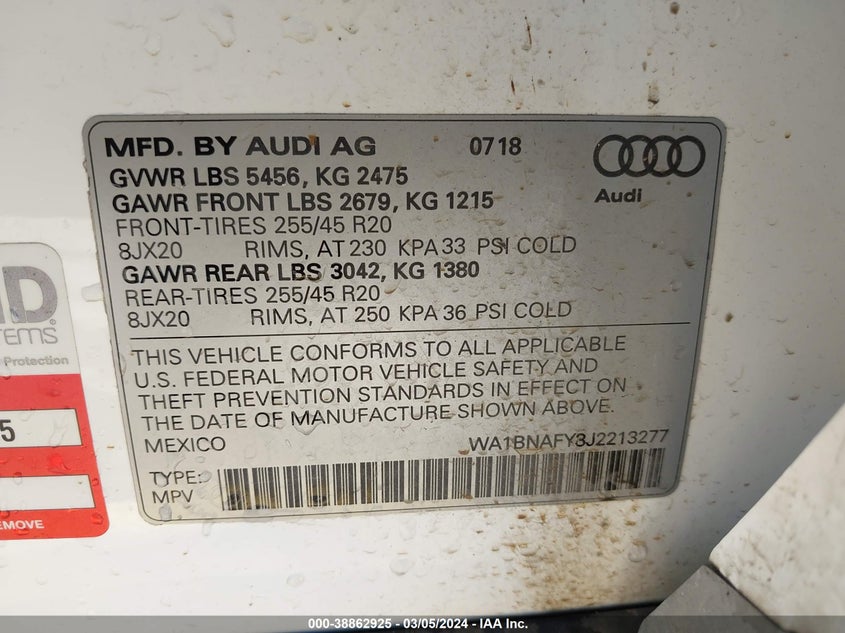 MFD. BY AUDI AG 0718
GVWR LBS 5456, KG 2475
GAWR FRONT LBS 2679, KG 1215
Audi
FRONT-TIRES 255/45 R20
8JX20 RIMS, AT 230 KPA 33 PSI COLD
GAWR REAR LBS 3042, KG 1380
REAR-TIRES 255/45 R20
8JX20 RIMS, AT 250 KPA 36 PSI COLD
THIS VEHICLE CONFORMS TO ALL APPLICABLE
U.S. FEDERAL MOTOR VEHICLE SAFETY AND
THEFT PREVENTION STANDARDS IN EFFECT ON
THE DATE OF MANUFACTURE SHOWN ABOVE.
MEXICO WA1BNAFY3J2213277
TYPE:
MPV
Protection
5
000-38862925 - 03/05/2024 - IAA Inc.